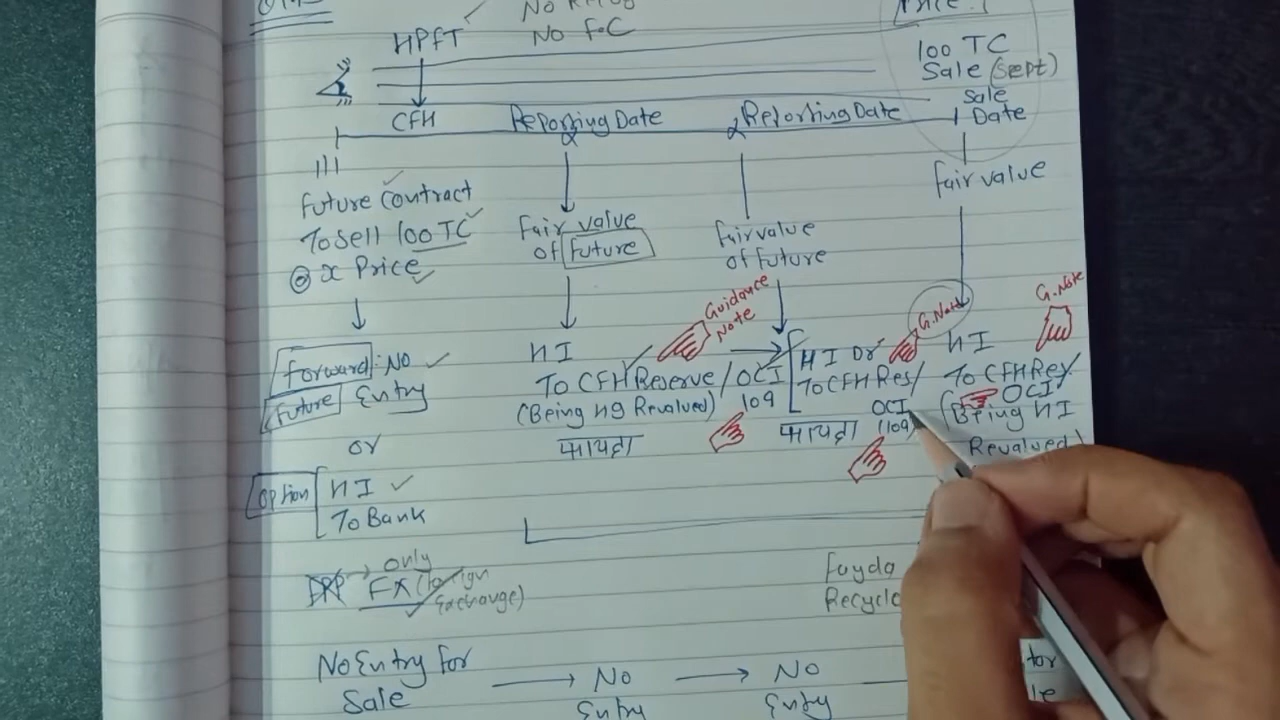 No
No F.C
HPFT
100 TC
Sale (Sept)
Sale
CFH
Reporting Date
Reporting Date
Date
Future Contract
To Sell 100 TC
@ x Price
Fair value
of Future
Fair value
of Future
Fair value
Guidance
Note
G.Note
G.Note
Forward: No
Future Entry
or
Option
HI
To Bank
HI
To CFH Reserve / OCI
109
(Being Hg Revalued)
फायदा
HI Dr
To CFH Res/
OCI
(109)
फायदा
HI
To CFH Res/
OCI
(Being HI
Revalued)
only
FX (Foreign
Exchange)
Fayda
Recycle
No Entry for
Sale
No
Entry
No
Entry